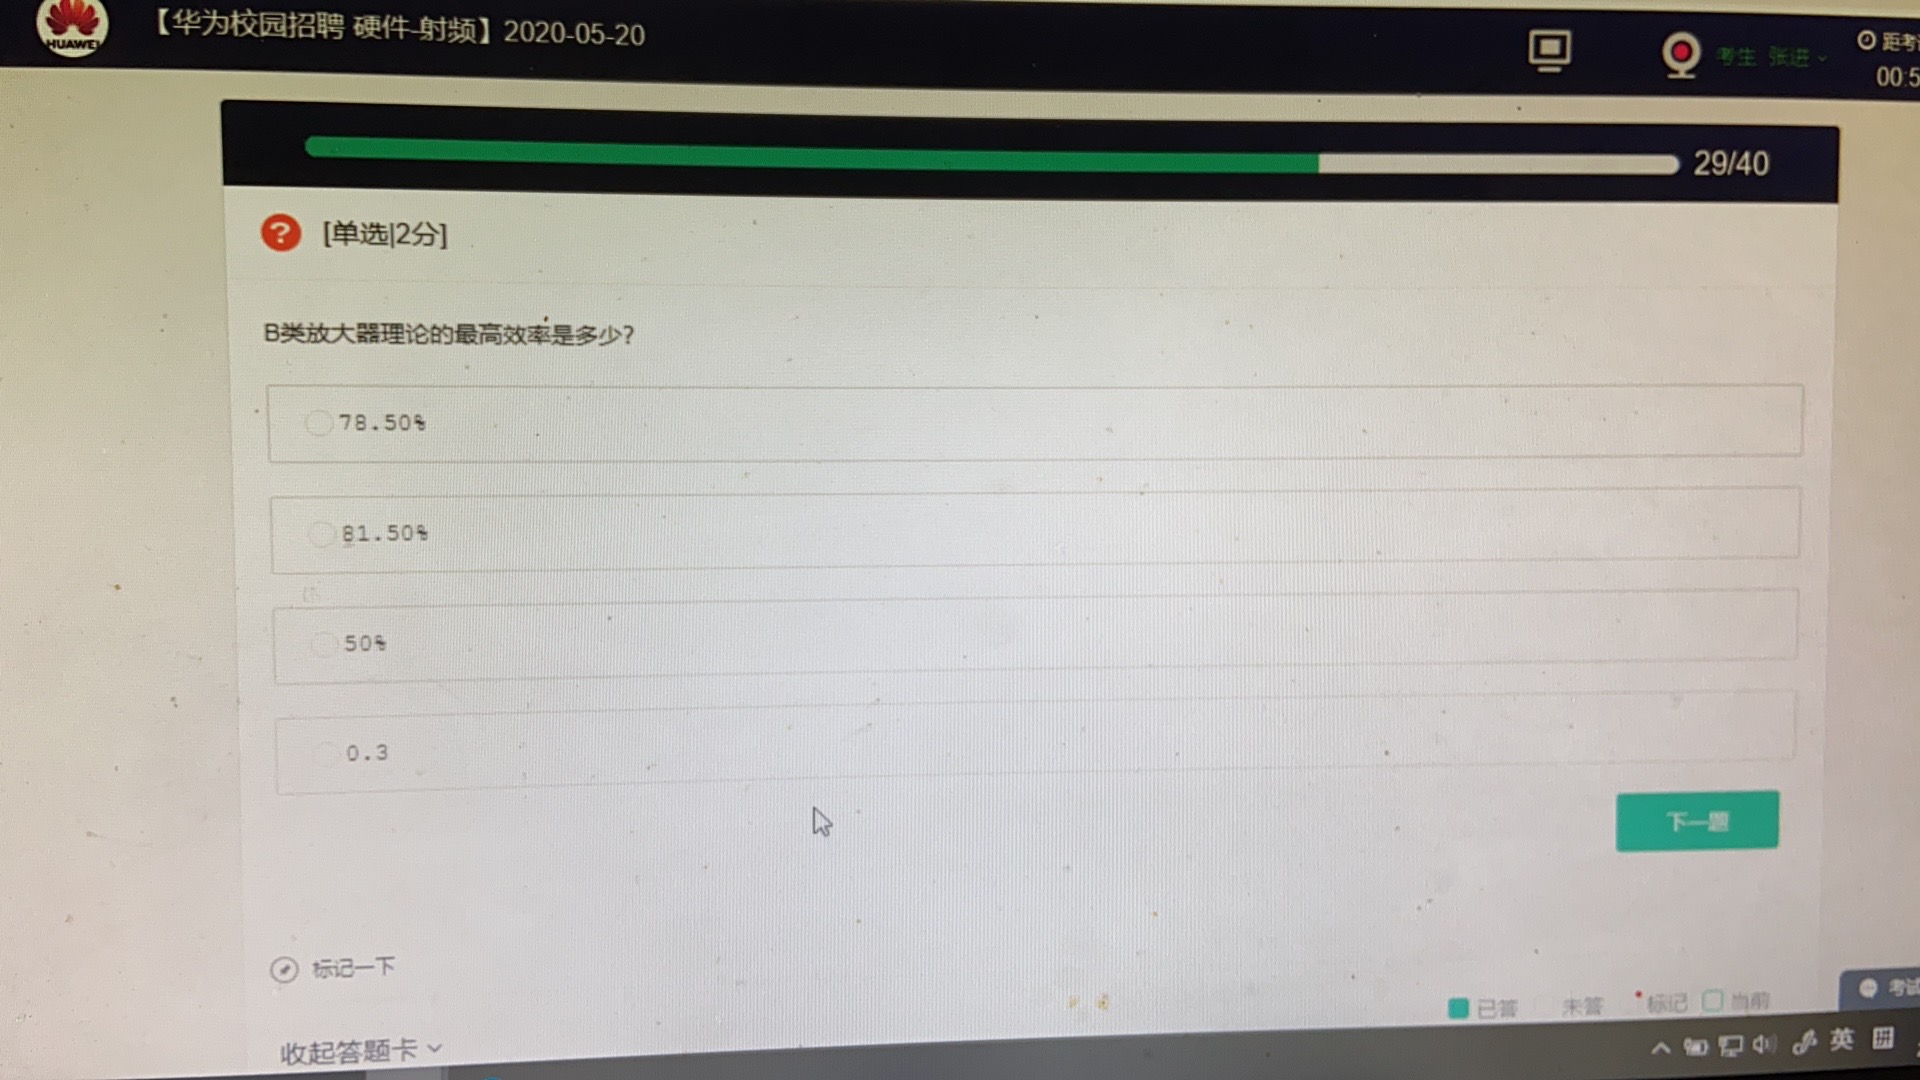 HUAWEI
【华为校园招聘 硬件-射频】2020-05-20
考生 张进
距考
00:5
29/40
[单选|2分]
B类放大器理论的最高效率是多少?
78.50%
81.50%
50%
0.3
下一题
标记一下
已答 未答 标记 当前
考试
收起答题卡
英